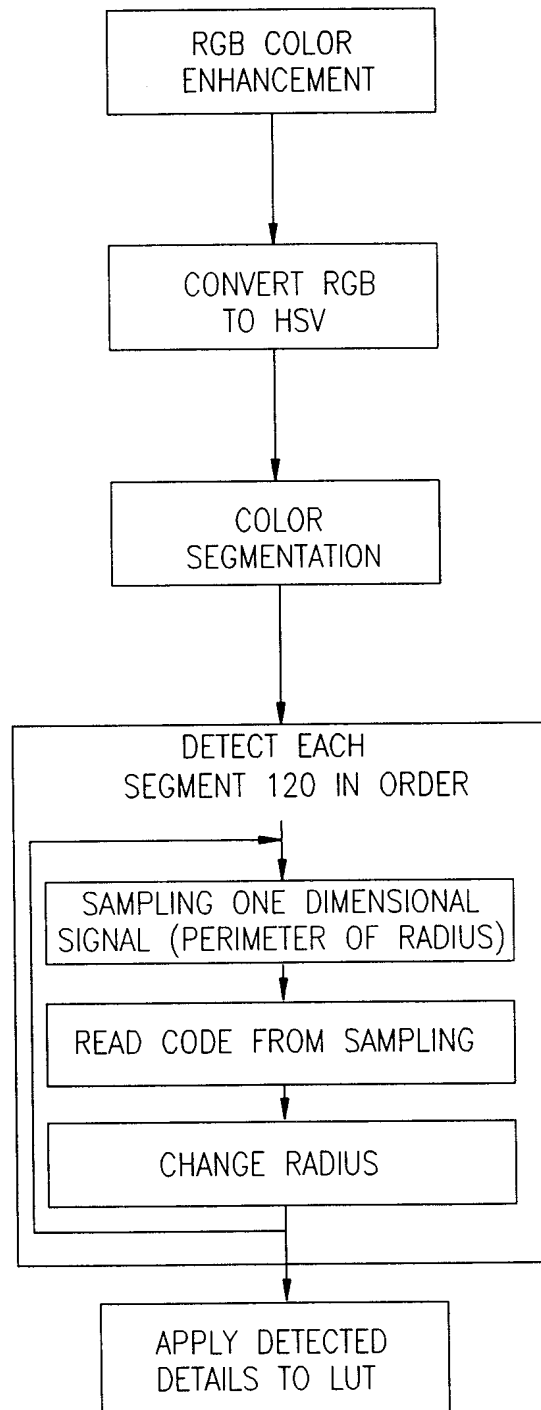 RGB COLOR
ENHANCEMENT
CONVERT RGB
TO HSV
COLOR
SEGMENTATION
DETECT EACH
SEGMENT 120 IN ORDER
SAMPLING ONE DIMENSIONAL
SIGNAL (PERIMETER OF RADIUS)
READ CODE FROM SAMPLING
CHANGE RADIUS
APPLY DETECTED
DETAILS TO LUT